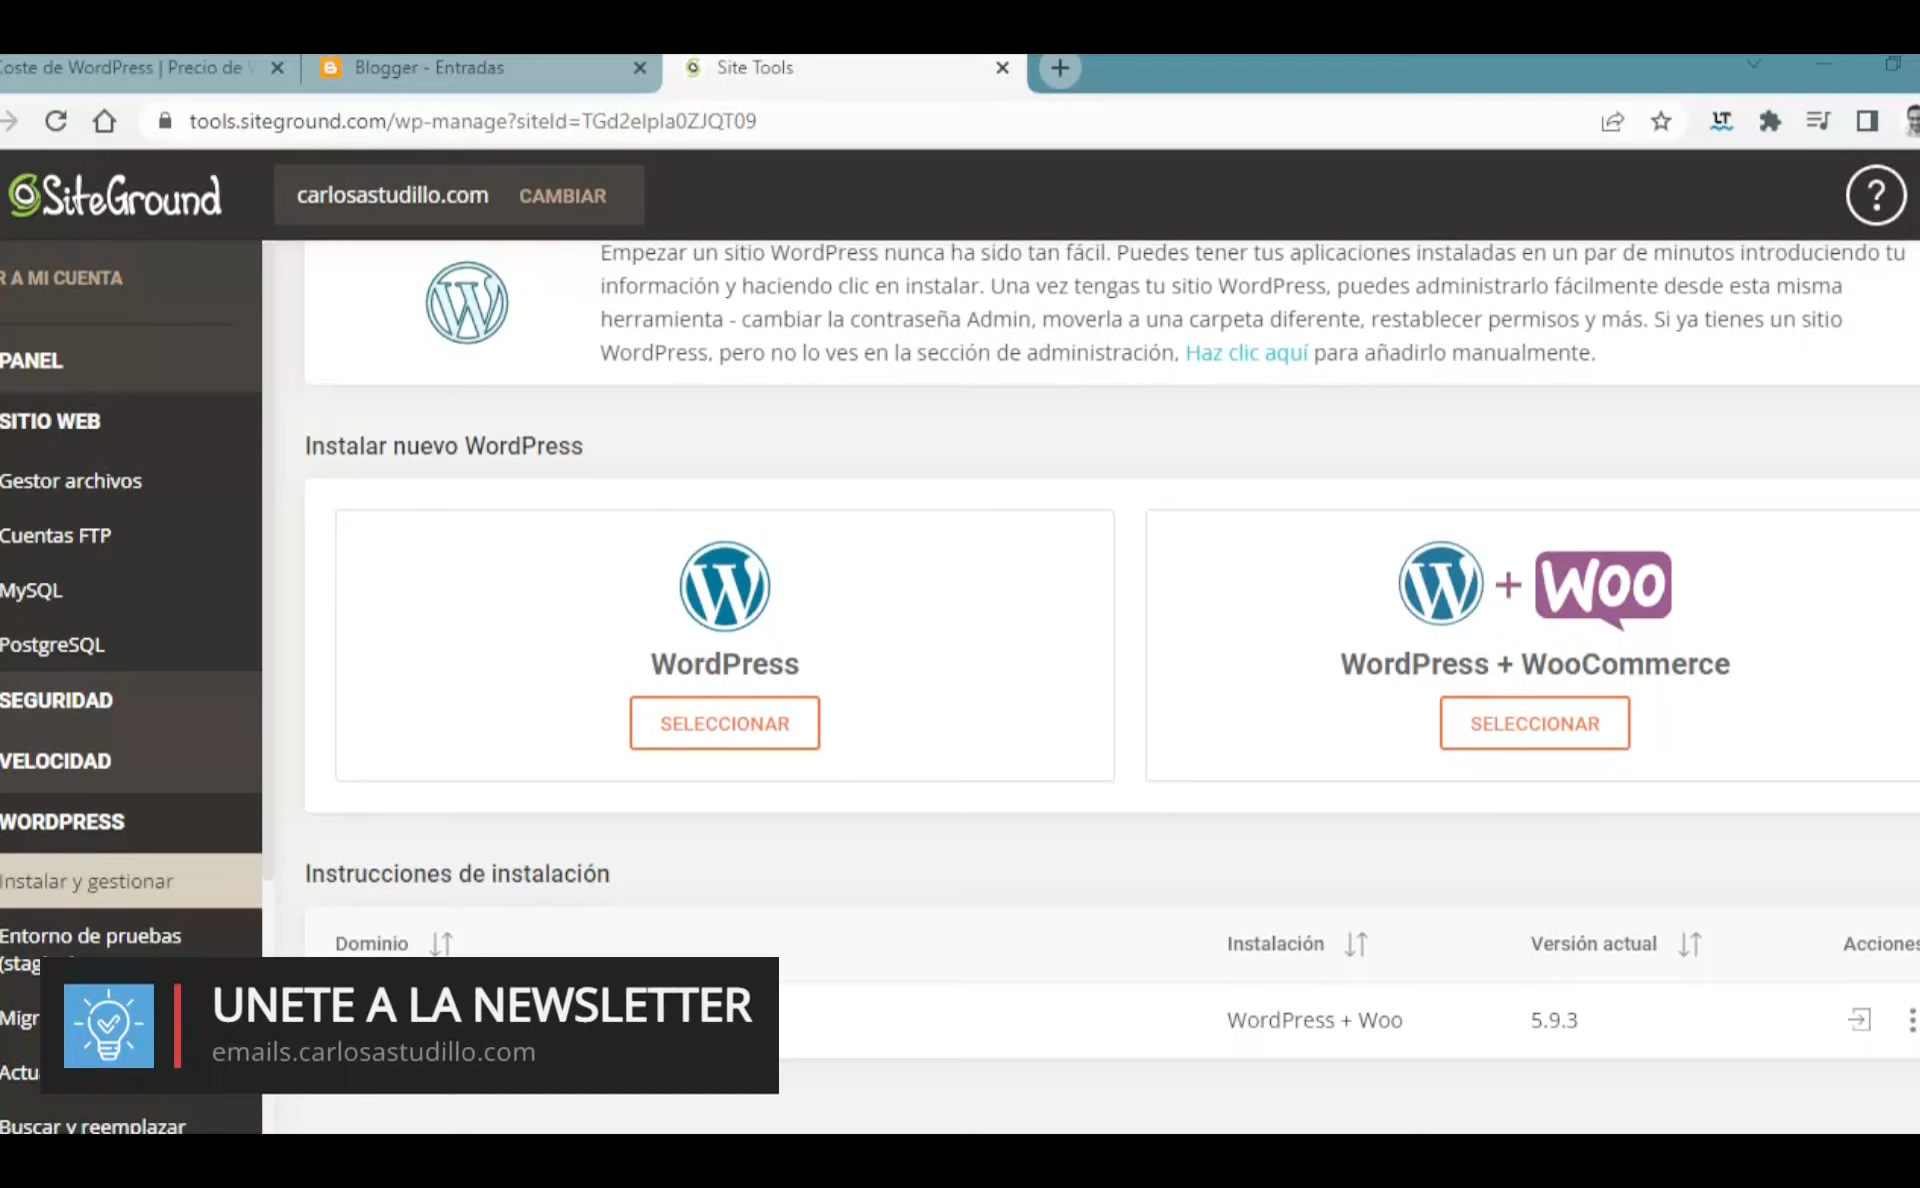 Coste de WordPress | Precio de
Blogger - Entradas
Site Tools
tools.siteground.com/wp-manage?siteId=TGd2elpla0ZJQT09
LT
SiteGround
carlosastudillo.com
CAMBIAR
?
R A MI CUENTA
PANEL
SITIO WEB
Gestor archivos
Cuentas FTP
MySQL
PostgreSQL
SEGURIDAD
VELOCIDAD
WORDPRESS
Instalar y gestionar
Entorno de pruebas
(stag
Migr
Actu
Buscar y reemplazar
Empezar un sitio WordPress nunca ha sido tan fácil. Puedes tener tus aplicaciones instaladas en un par de minutos introduciendo tu
información y haciendo clic en instalar. Una vez tengas tu sitio WordPress, puedes administrarlo fácilmente desde esta misma
herramienta - cambiar la contraseña Admin, moverla a una carpeta diferente, restablecer permisos y más. Si ya tienes un sitio
WordPress, pero no lo ves en la sección de administración, Haz clic aquí para añadirlo manualmente.
Instalar nuevo WordPress
WordPress
SELECCIONAR
+ WOO
WordPress + WooCommerce
SELECCIONAR
Instrucciones de instalación
Dominio
Instalación
Versión actual
Acciones
WordPress + Woo
5.9.3
UNETE A LA NEWSLETTER
emails.carlosastudillo.com